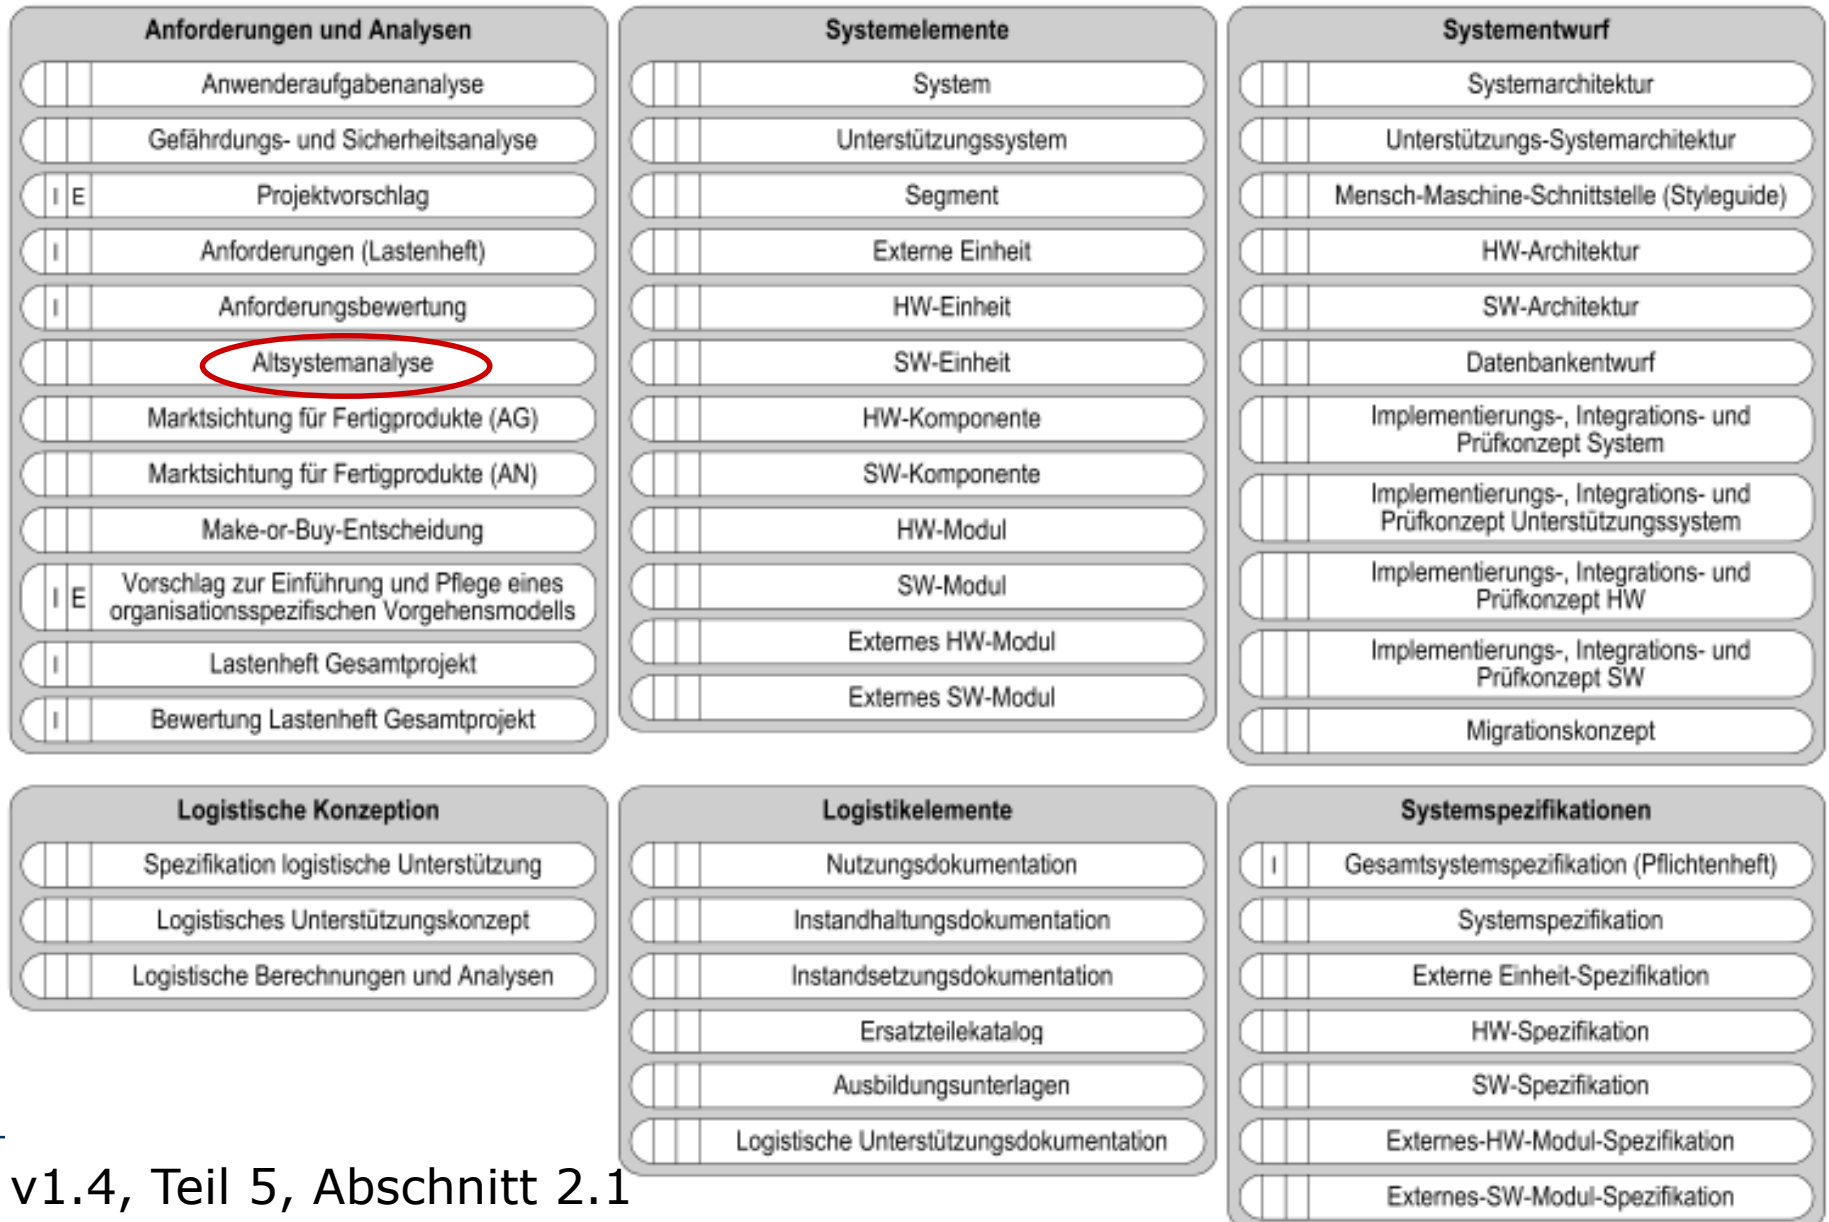 Anforderungen und Analysen
Anwenderaufgabenanalyse
Gefährdungs- und Sicherheitsanalyse
I E Projektvorschlag
I Anforderungen (Lastenheft)
I Anforderungsbewertung
Altsystemanalyse
Marktsichtung für Fertigprodukte (AG)
Marktsichtung für Fertigprodukte (AN)
Make-or-Buy-Entscheidung
I E Vorschlag zur Einführung und Pflege eines
organisationsspezifischen Vorgehensmodells
I Lastenheft Gesamtprojekt
I Bewertung Lastenheft Gesamtprojekt
Systemelemente
System
Unterstützungssystem
Segment
Externe Einheit
HW-Einheit
SW-Einheit
HW-Komponente
SW-Komponente
HW-Modul
SW-Modul
Externes HW-Modul
Externes SW-Modul
Systementwurf
Systemarchitektur
Unterstützungs-Systemarchitektur
Mensch-Maschine-Schnittstelle (Styleguide)
HW-Architektur
SW-Architektur
Datenbankentwurf
Implementierungs-, Integrations- und
Prüfkonzept System
Implementierungs-, Integrations- und
Prüfkonzept Unterstützungssystem
Implementierungs-, Integrations- und
Prüfkonzept HW
Implementierungs-, Integrations- und
Prüfkonzept SW
Migrationskonzept
Logistische Konzeption
Spezifikation logistische Unterstützung
Logistisches Unterstützungskonzept
Logistische Berechnungen und Analysen
Logistikelemente
Nutzungsdokumentation
Instandhaltungsdokumentation
Instandsetzungsdokumentation
Ersatzteilekatalog
Ausbildungsunterlagen
Logistische Unterstützungsdokumentation
Systemspezifikationen
I Gesamtsystemspezifikation (Pflichtenheft)
Systemspezifikation
Externe Einheit-Spezifikation
HW-Spezifikation
SW-Spezifikation
Externes-HW-Modul-Spezifikation
Externes-SW-Modul-Spezifikation
v1.4, Teil 5, Abschnitt 2.1